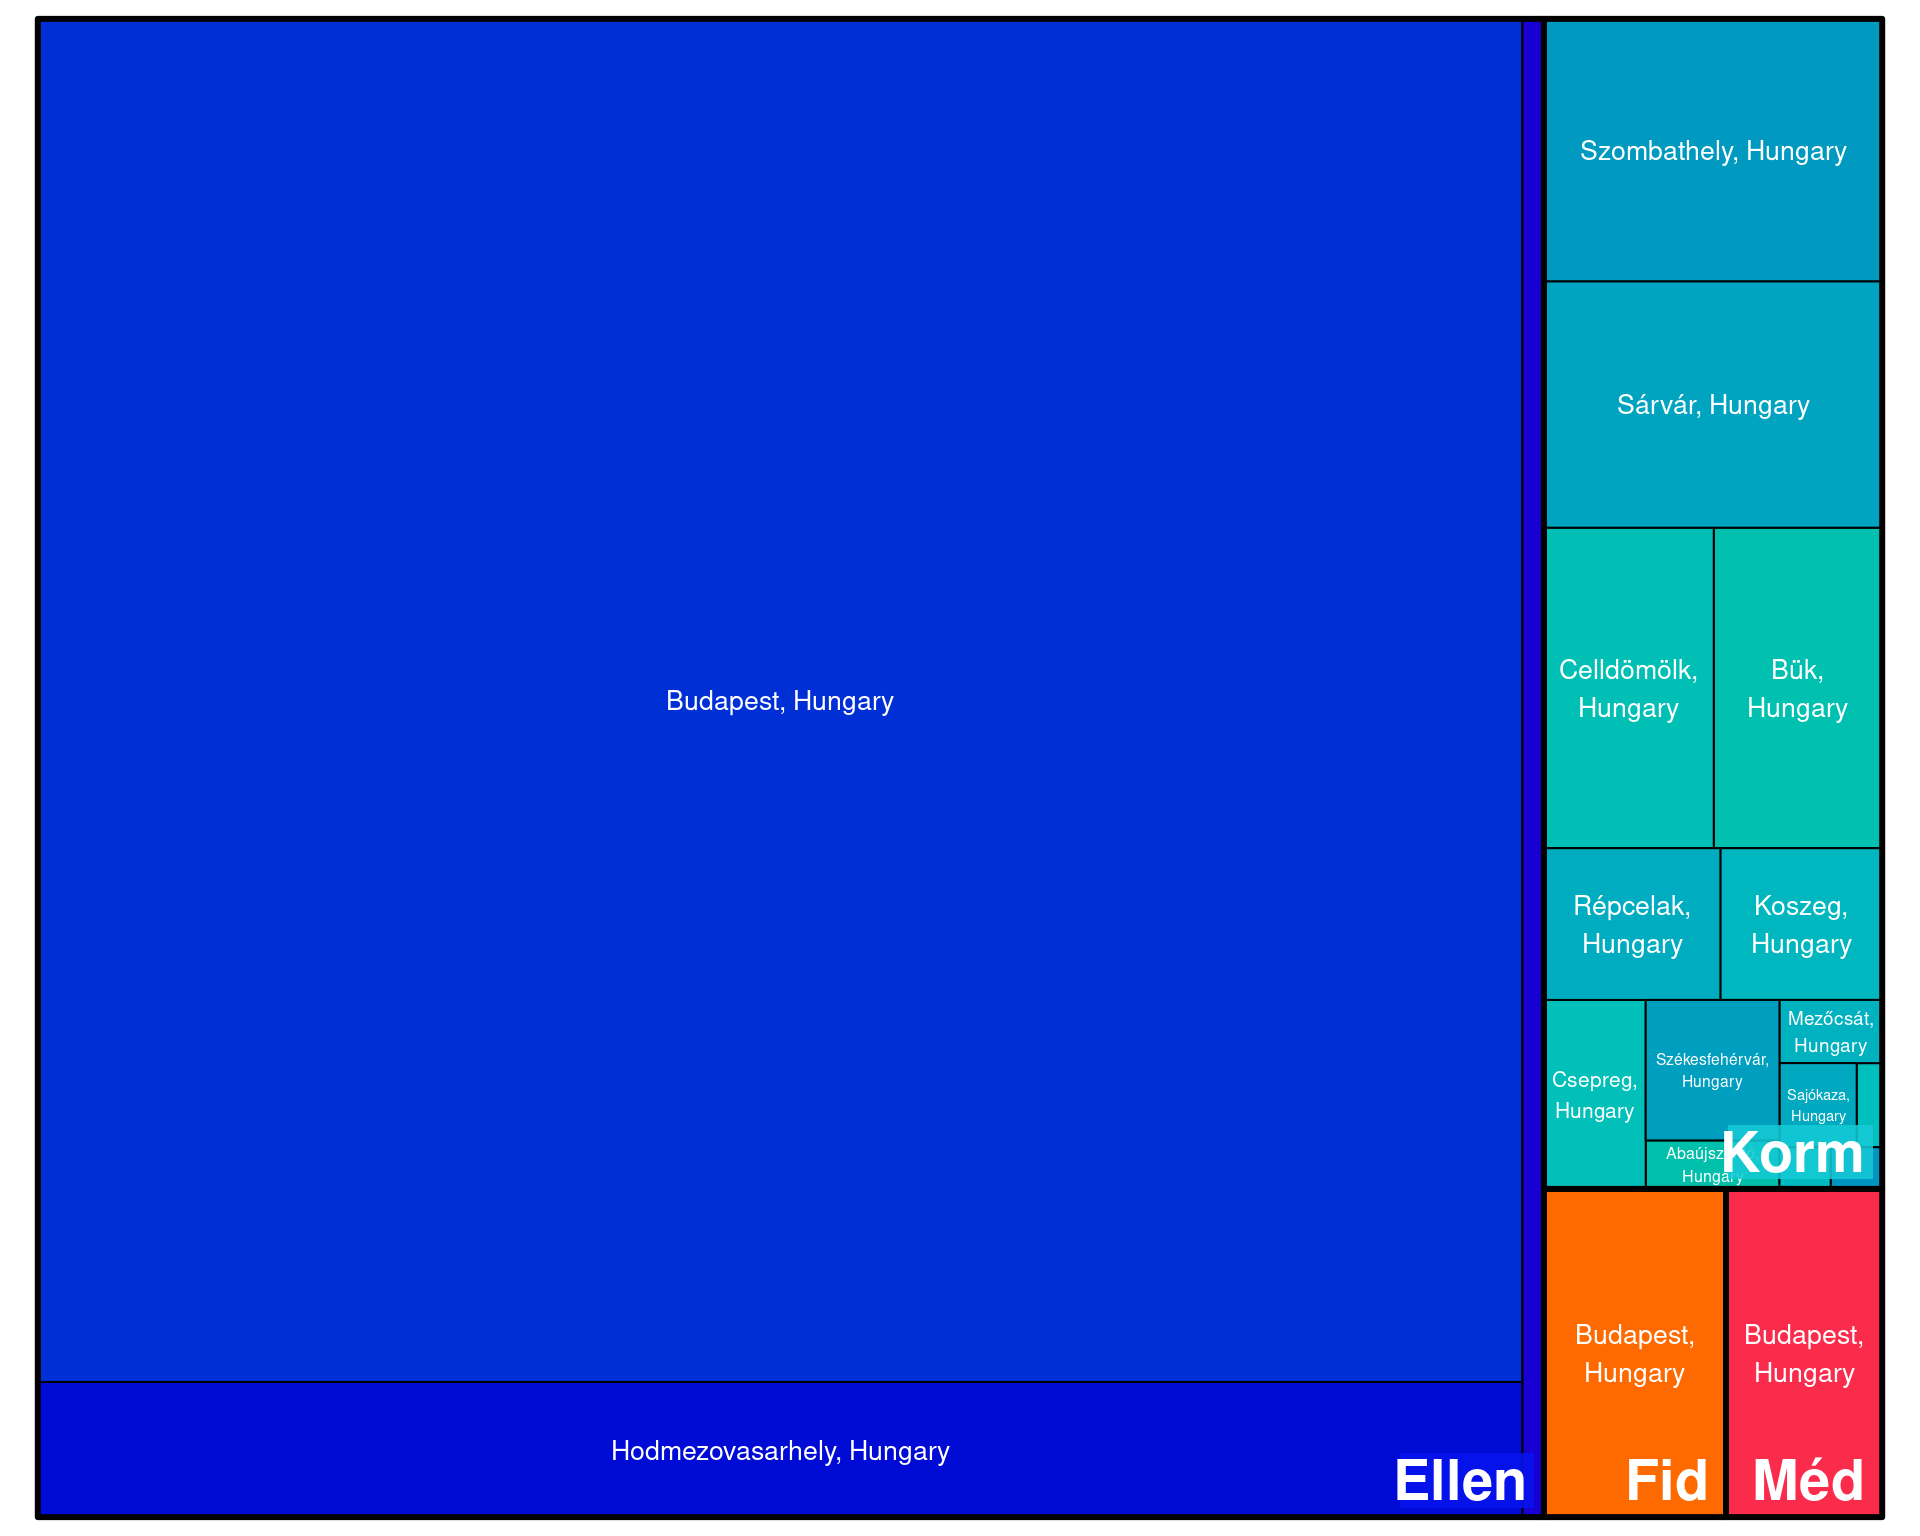 Budapest, Hungary
Hodmezovasarhely, Hungary
Ellen
Szombathely, Hungary
Sárvár, Hungary
Celldömölk,
Hungary
Bük,
Hungary
Répcelak,
Hungary
Koszeg,
Hungary
Csepreg,
Hungary
Székesfehérvár,
Hungary
Mezőcsát,
Hungary
Sajókaza,
Hungary
Hungary
Korm
Budapest,
Hungary
Fid
Budapest,
Hungary
Méd